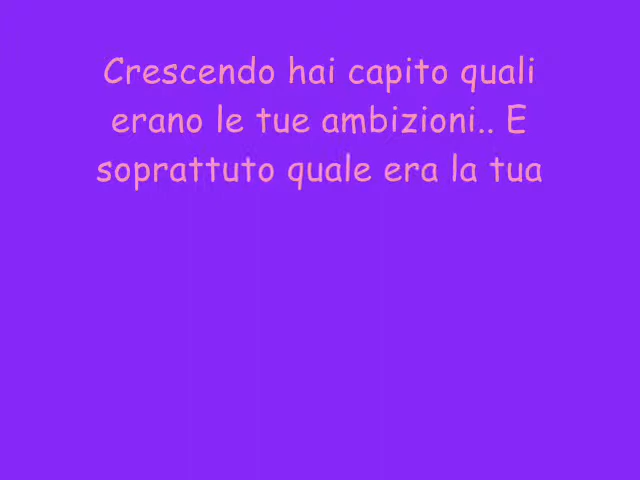 Crescendo hai capito quali
erano le tue ambizioni.. E
soprattuto quale era la tua